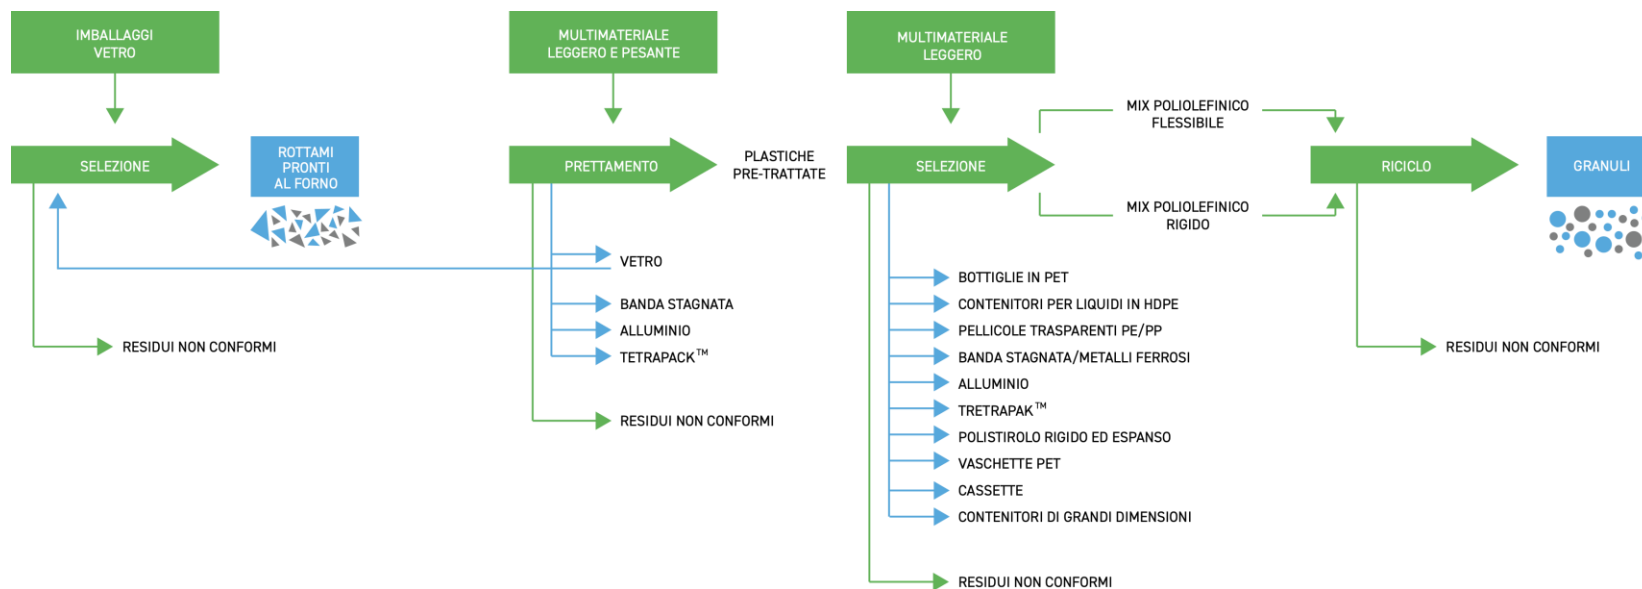 IMBALLAGGI
VETRO
SELEZIONE
ROTTAMI
PRONTI
AL FORNO
RESIDUI NON CONFORMI
MULTIMATERIALE
LEGGERO E PESANTE
PRETTAMENTO
PLASTICHE
PRE-TRATTATE
VETRO
BANDA STAGNATA
ALLUMINIO
TETRAPACK™
RESIDUI NON CONFORMI
MULTIMATERIALE
LEGGERO
SELEZIONE
MIX POLIOLEFINICO
FLESSIBILE
MIX POLIOLEFINICO
RIGIDO
BOTTIGLIE IN PET
CONTENITORI PER LIQUIDI IN HDPE
PELLICOLE TRASPARENTI PE/PP
BANDA STAGNATA/METALLI FERROSI
ALLUMINIO
TRETRAPAK™
POLISTIROLO RIGIDO ED ESPANSO
VASCHETTE PET
CASSETTE
CONTENITORI DI GRANDI DIMENSIONI
RESIDUI NON CONFORMI
RICICLO
GRANULI
RESIDUI NON CONFORMI